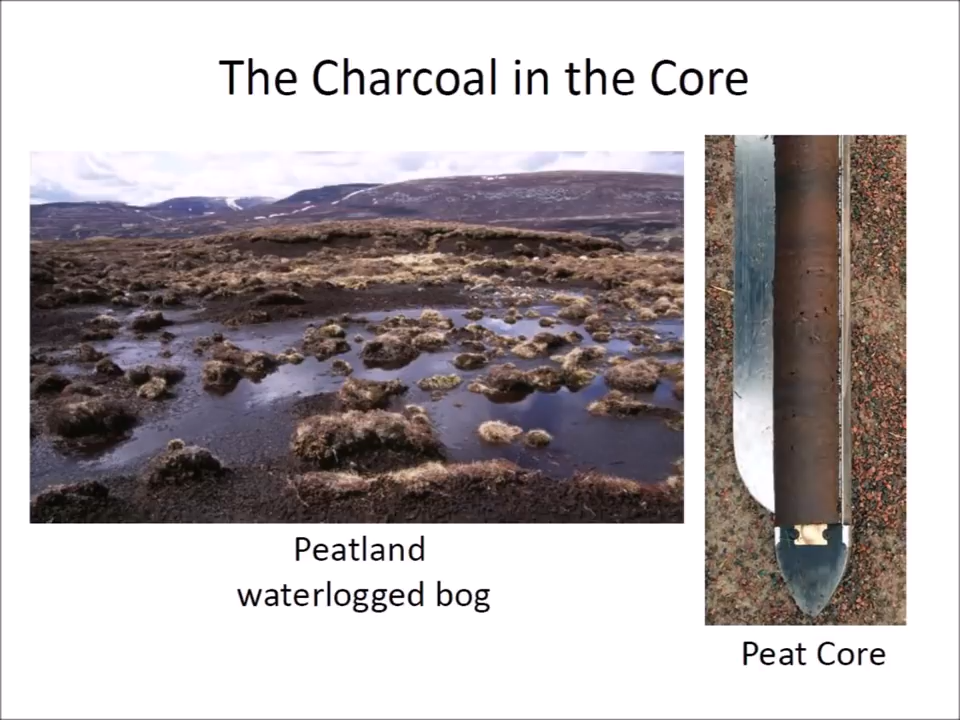 The Charcoal in the Core
Peatland
waterlogged bog
Peat Core